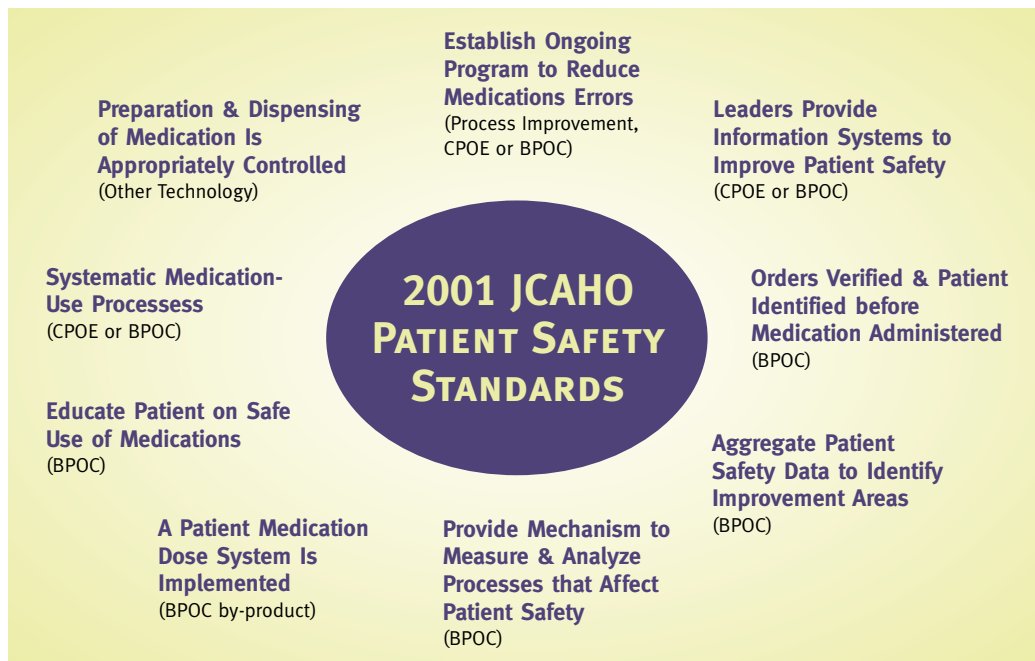 Establish Ongoing
Program to Reduce
Medications Errors
(Process Improvement,
CPOE or BPOC)
Leaders Provide
Information Systems to
Improve Patient Safety
(CPOE or BPOC)
Orders Verified & Patient
Identified before
Medication Administered
(BPOC)
Aggregate Patient
Safety Data to Identify
Improvement Areas
(BPOC)
Provide Mechanism to
Measure & Analyze
Processes that Affect
Patient Safety
(BPOC)
A Patient Medication
Dose System Is
Implemented
(BPOC by-product)
Educate Patient on Safe
Use of Medications
(BPOC)
Systematic Medication-
Use Processess
(CPOE or BPOC)
Preparation & Dispensing
of Medication Is
Appropriately Controlled
(Other Technology)
2001 JCAHO
PATIENT SAFETY
STANDARDS